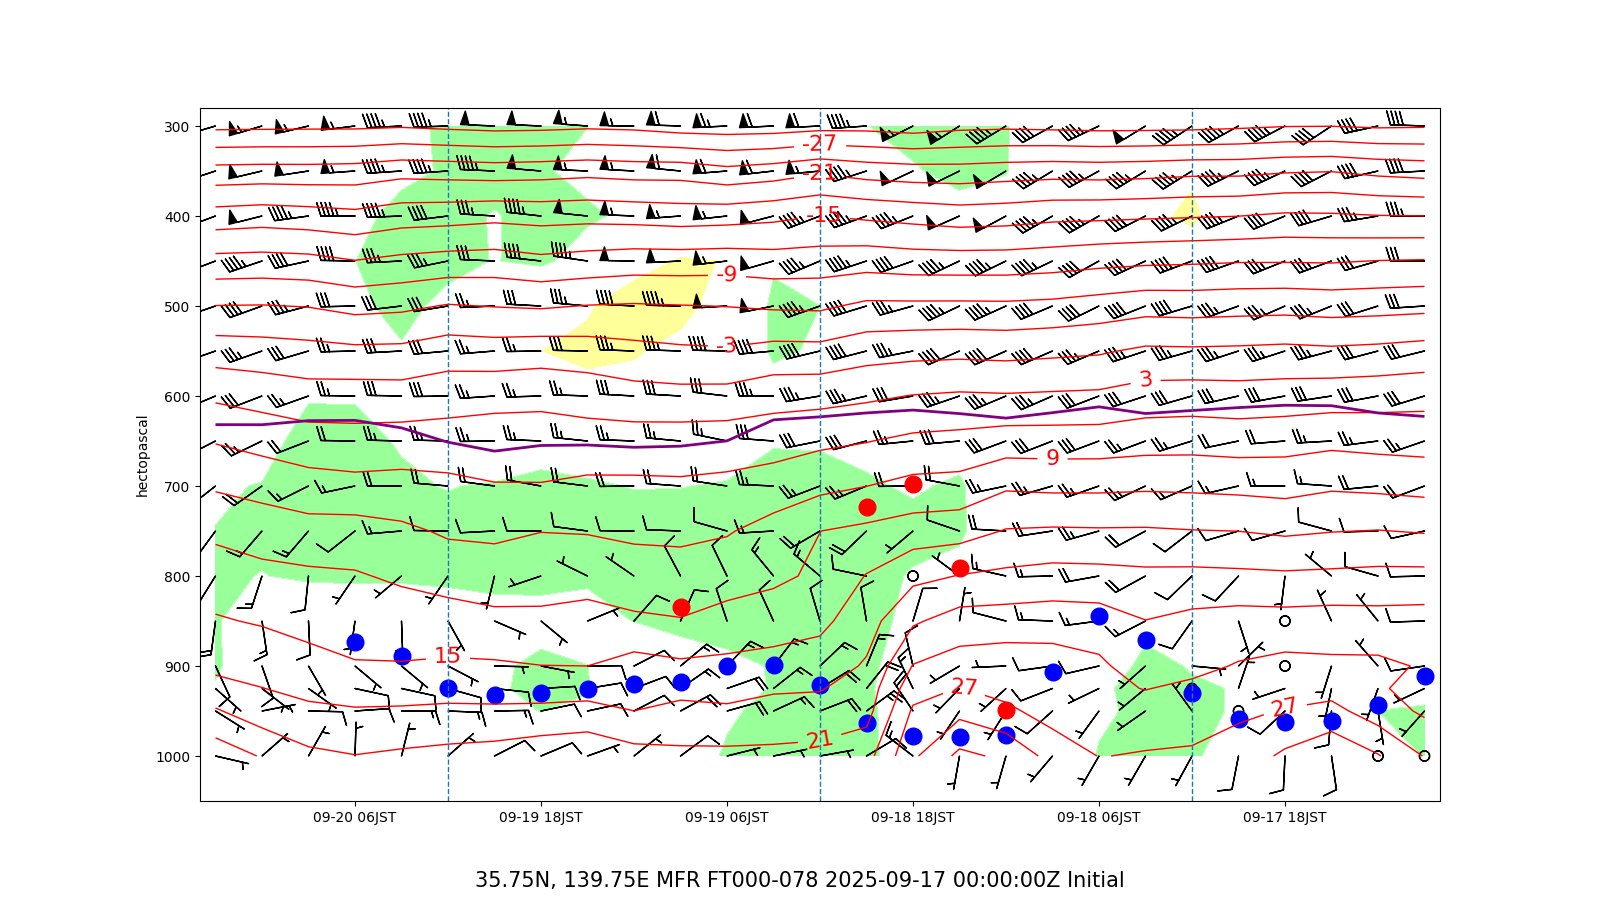 300
400
500
600
700
800
900
1000
hectopascal
-27
-21
-15
-9
-3
3
9
15
27
27
21
09-20 06JST
09-19 18JST
09-19 06JST
09-18 18JST
09-18 06JST
09-17 18JST
35.75N, 139.75E MFR FT000-078 2025-09-17 00:00:00Z Initial